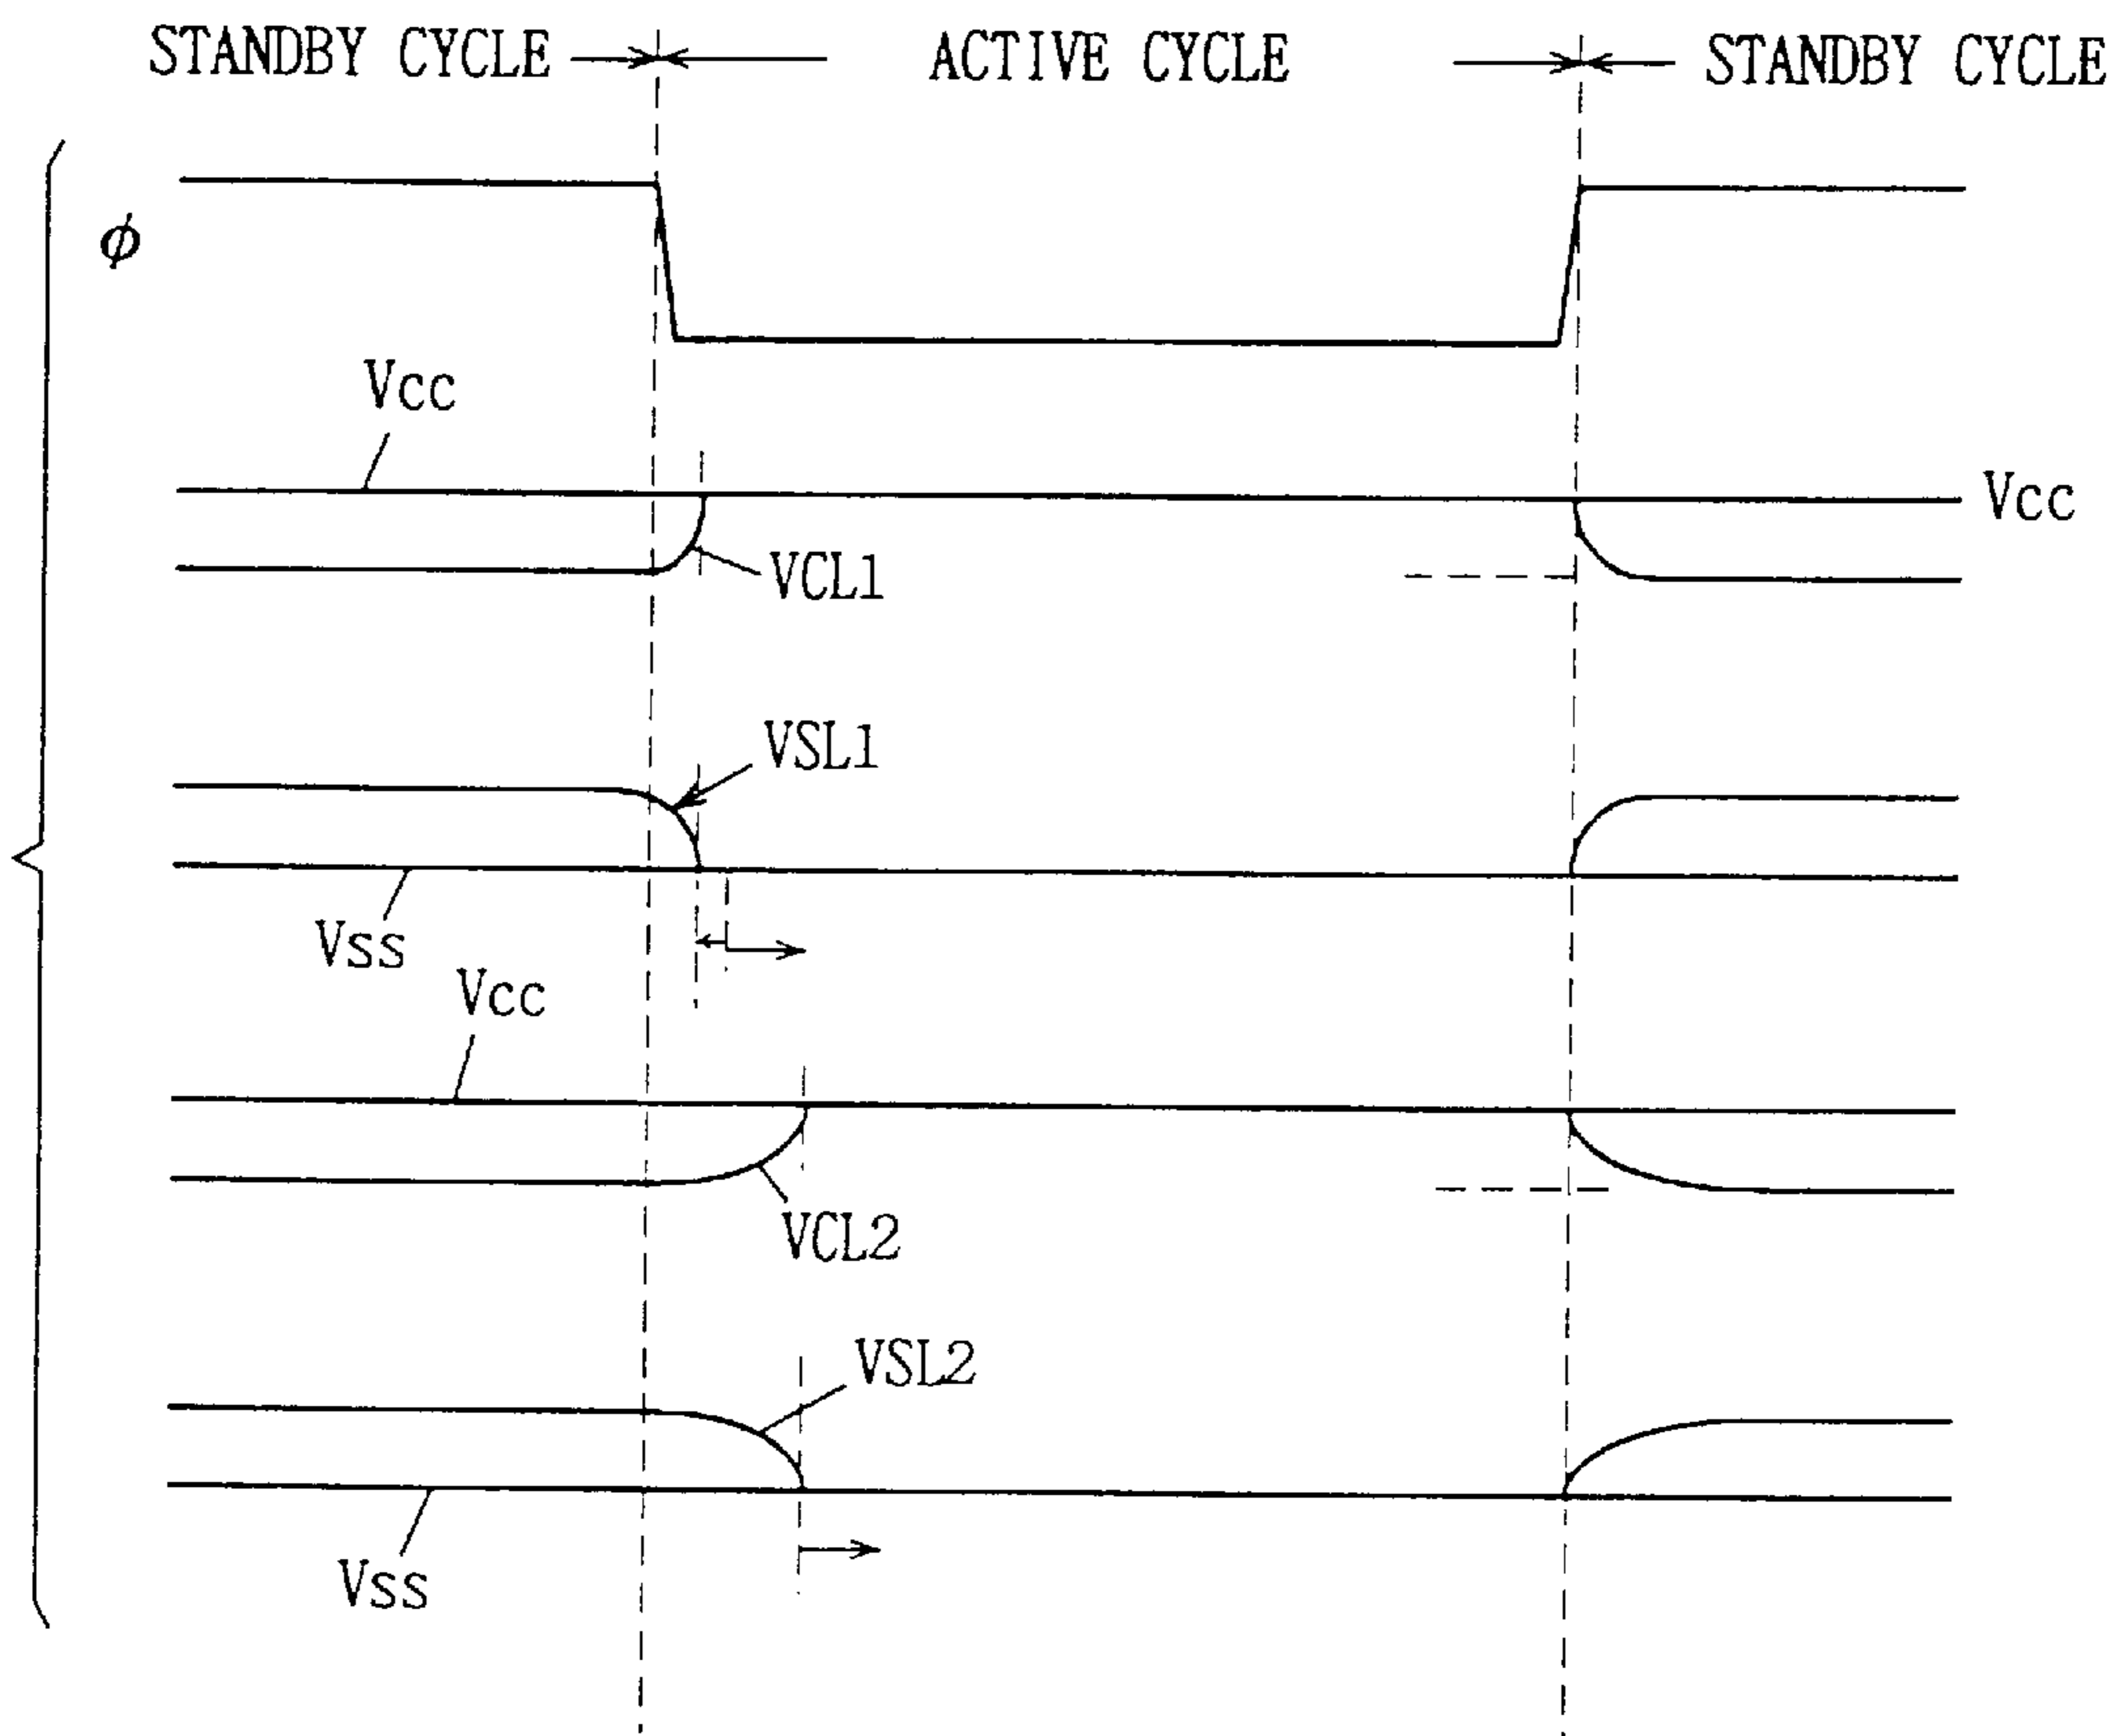 STANDBY CYCLE ACTIVE CYCLE STANDBY CYCLE
ϕ
Vcc
Vcc
VCL1
VSL1
Vss
Vcc
VCL2
VSL2
Vss